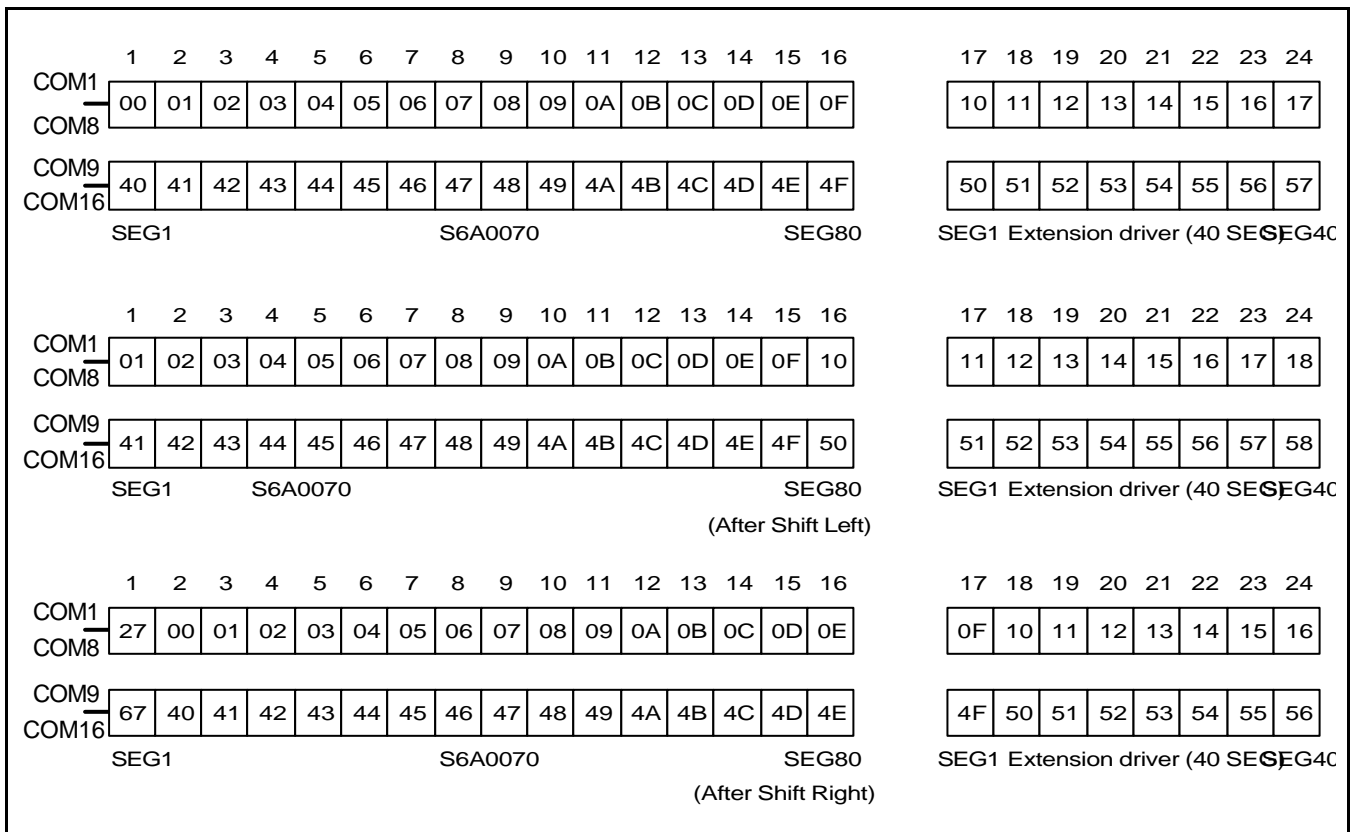 1 2 3 4 5 6 7 8 9 10 11 12 13 14 15 16 17 18 19 20 21 22 23 24
COM1
00 01 02 03 04 05 06 07 08 09 0A 0B 0C 0D 0E 0F 10 11 12 13 14 15 16 17
COM8
COM9
40 41 42 43 44 45 46 47 48 49 4A 4B 4C 4D 4E 4F 50 51 52 53 54 55 56 57
COM16
SEG1 S6A0070 SEG80 SEG1 Extension driver (40 SEG) SEG40
1 2 3 4 5 6 7 8 9 10 11 12 13 14 15 16 17 18 19 20 21 22 23 24
COM1
01 02 03 04 05 06 07 08 09 0A 0B 0C 0D 0E 0F 10 11 12 13 14 15 16 17 18
COM8
COM9
41 42 43 44 45 46 47 48 49 4A 4B 4C 4D 4E 4F 50 51 52 53 54 55 56 57 58
COM16
SEG1 S6A0070 SEG80 SEG1 Extension driver (40 SEG) SEG40
(After Shift Left)
1 2 3 4 5 6 7 8 9 10 11 12 13 14 15 16 17 18 19 20 21 22 23 24
COM1
27 00 01 02 03 04 05 06 07 08 09 0A 0B 0C 0D 0E 0F 10 11 12 13 14 15 16
COM8
COM9
67 40 41 42 43 44 45 46 47 48 49 4A 4B 4C 4D 4E 4F 50 51 52 53 54 55 56
COM16
SEG1 S6A0070 SEG80 SEG1 Extension driver (40 SEG) SEG40
(After Shift Right)